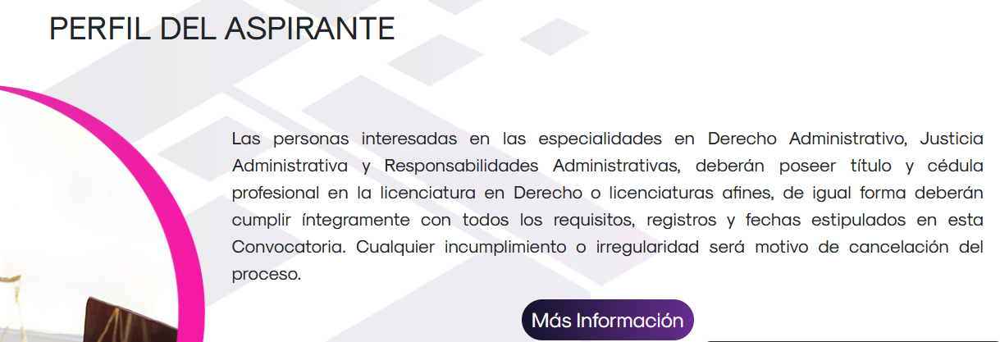 PERFIL DEL ASPIRANTE
Las personas interesadas en las especialidades en Derecho Administrativo, Justicia
Administrativa y Responsabilidades Administrativas, deberán poseer título y cédula
profesional en la licenciatura en Derecho o licenciaturas afines, de igual forma deberán
cumplir íntegramente con todos los requisitos, registros y fechas estipulados en esta
Convocatoria. Cualquier incumplimiento o irregularidad será motivo de cancelación del
proceso.
Más Información